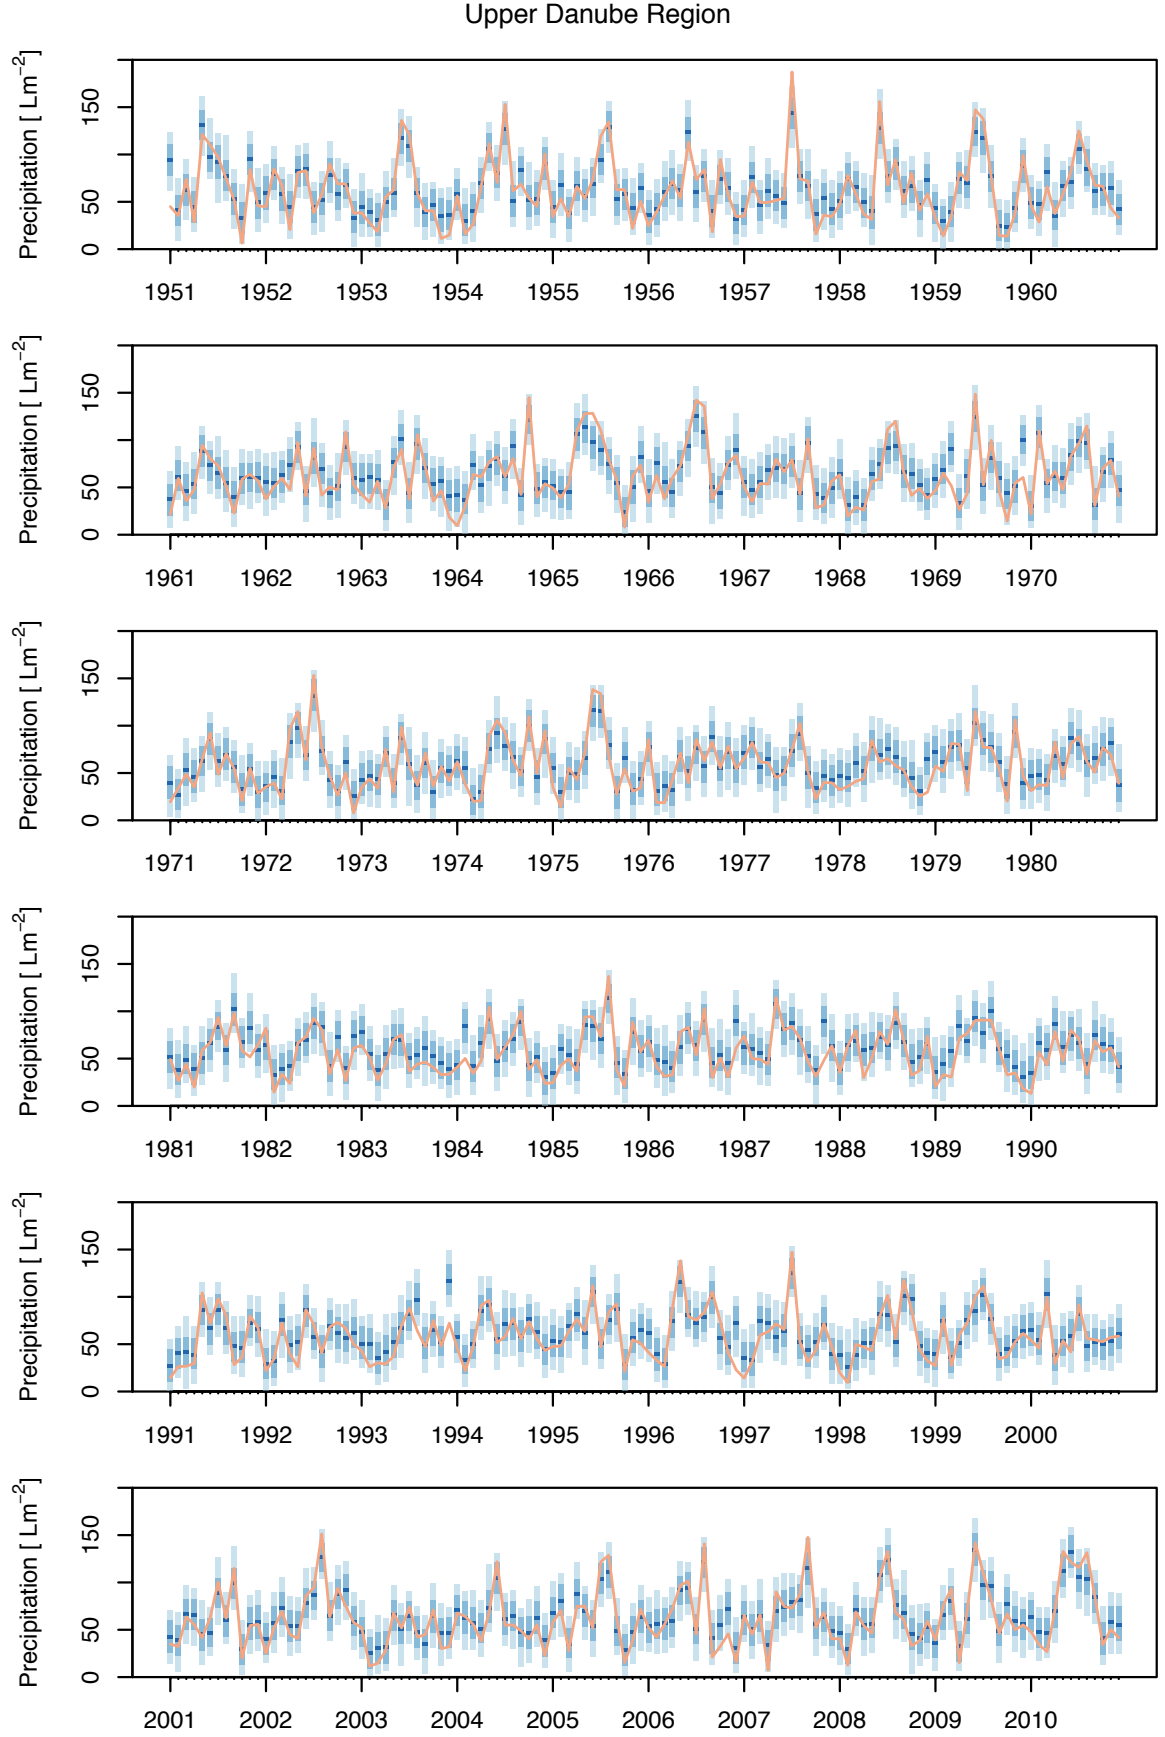 Upper Danube Region
Precipitation [ Lm⁻²]
0 50 150
1951 1952 1953 1954 1955 1956 1957 1958 1959 1960
Precipitation [ Lm⁻²]
0 50 150
1961 1962 1963 1964 1965 1966 1967 1968 1969 1970
Precipitation [ Lm⁻²]
0 50 150
1971 1972 1973 1974 1975 1976 1977 1978 1979 1980
Precipitation [ Lm⁻²]
0 50 150
1981 1982 1983 1984 1985 1986 1987 1988 1989 1990
Precipitation [ Lm⁻²]
0 50 150
1991 1992 1993 1994 1995 1996 1997 1998 1999 2000
Precipitation [ Lm⁻²]
0 50 150
2001 2002 2003 2004 2005 2006 2007 2008 2009 2010